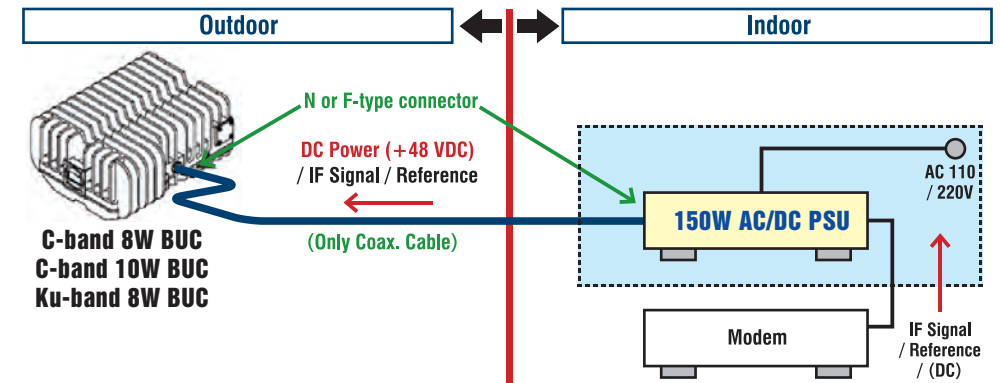 Outdoor
Indoor
N or F-type connector
DC Power (+48 VDC)
/ IF Signal / Reference
(Only Coax. Cable)
C-band 8W BUC
C-band 10W BUC
Ku-band 8W BUC
AC 110
/ 220V
150W AC/DC PSU
Modem
IF Signal
/ Reference
/ (DC)